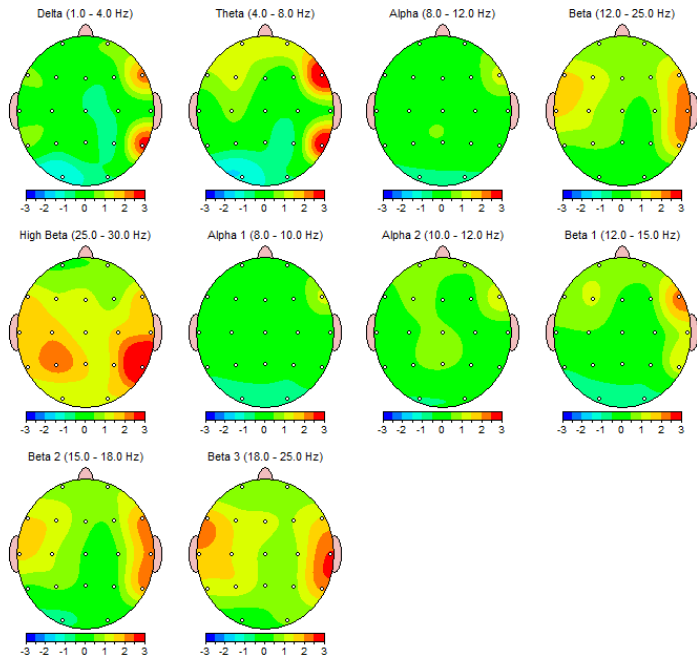 Delta (1.0 - 4.0 Hz) Theta (4.0 - 8.0 Hz) Alpha (8.0 - 12.0 Hz) Beta (12.0 - 25.0 Hz)
-3 -2 -1 0 1 2 3 -3 -2 -1 0 1 2 3 -3 -2 -1 0 1 2 3 -3 -2 -1 0 1 2 3
High Beta (25.0 - 30.0 Hz) Alpha 1 (8.0 - 10.0 Hz) Alpha 2 (10.0 - 12.0 Hz) Beta 1 (12.0 - 15.0 Hz)
-3 -2 -1 0 1 2 3 -3 -2 -1 0 1 2 3 -3 -2 -1 0 1 2 3 -3 -2 -1 0 1 2 3
Beta 2 (15.0 - 18.0 Hz) Beta 3 (18.0 - 25.0 Hz)
-3 -2 -1 0 1 2 3 -3 -2 -1 0 1 2 3